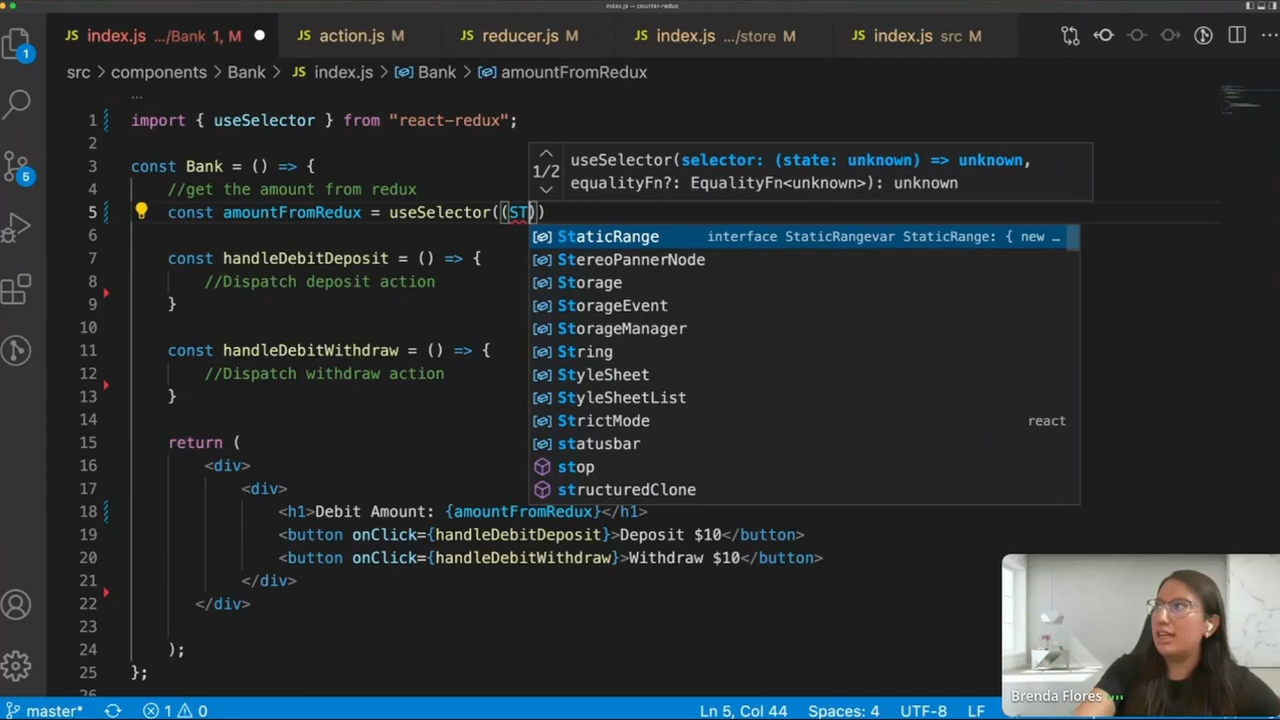 index.js — counter-redux
JS index.js .../Bank 1, M
JS action.js M
JS reducer.js M
JS index.js .../store M
JS index.js src M
src > components > Bank > JS index.js > Bank > amountFromRedux
1
5
...
1 import { useSelector } from "react-redux";
2
3 const Bank = () => {
4 //get the amount from redux
5 const amountFromRedux = useSelector((ST))
6
7 const handleDebitDeposit = () => {
8 //Dispatch deposit action
9 }
10
11 const handleDebitWithdraw = () => {
12 //Dispatch withdraw action
13 }
14
15 return (
16 <div>
17 <div>
18 <h1>Debit Amount: {amountFromRedux}</h1>
19 <button onClick={handleDebitDeposit}>Deposit $10</button>
20 <button onClick={handleDebitWithdraw}>Withdraw $10</button>
21 </div>
22 </div>
23
24 );
25 };
26
1/2
useSelector(selector: (state: unknown) => unknown,
equalityFn?: EqualityFn<unknown>): unknown
StaticRange interface StaticRangevar StaticRange: { new …
StereoPannerNode
Storage
StorageEvent
StorageManager
String
StyleSheet
StyleSheetList
StrictMode react
statusbar
stop
structuredClone
Brenda Flores
master* 1 0 Ln 5, Col 44 Spaces: 4 UTF-8 LF